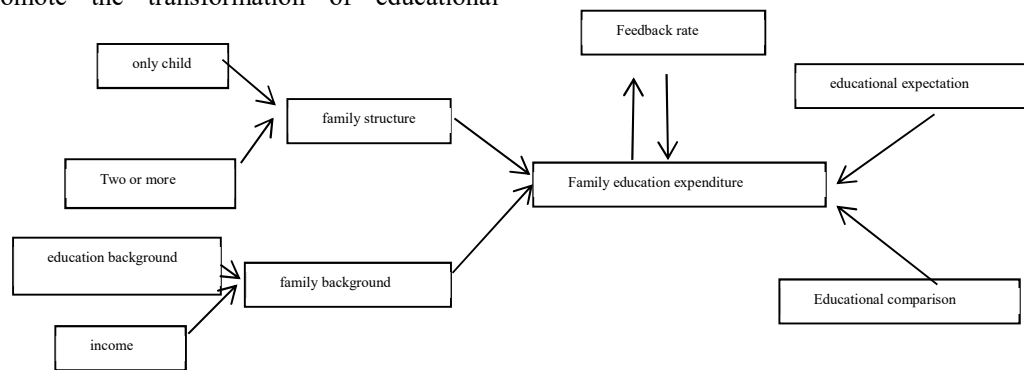 the transformation of educational
Feedback rate
only child
educational expectation
family structure
Two or more
Family education expenditure
education background
family background
Educational comparison
income